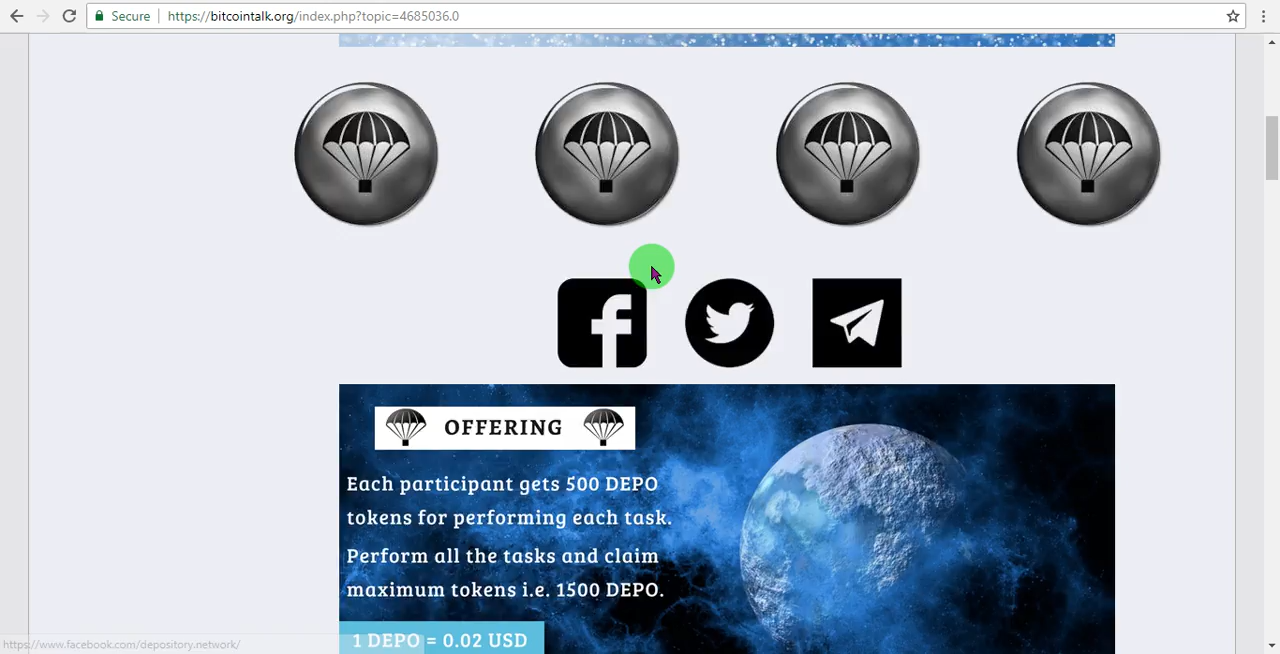 Secure https://bitcointalk.org/index.php?topic=4685036.0
OFFERING
Each participant gets 500 DEPO
tokens for performing each task.
Perform all the tasks and claim
maximum tokens i.e. 1500 DEPO.
1 DEPO = 0.02 USD
https://www.facebook.com/depository.network/